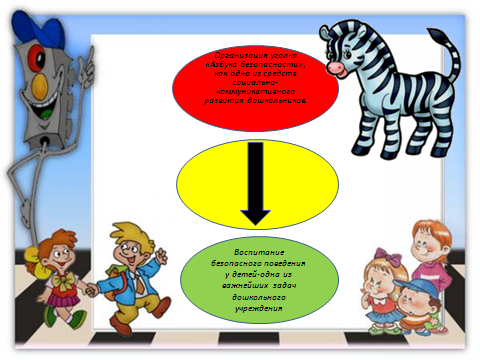 Организация уголка
«Азбука безопасности»,
как одно из средств
социально-
коммуникативного
развития дошкольников.
Воспитание
безопасного поведения
у детей-одна из
важнейших задач
дошкольного
учреждения